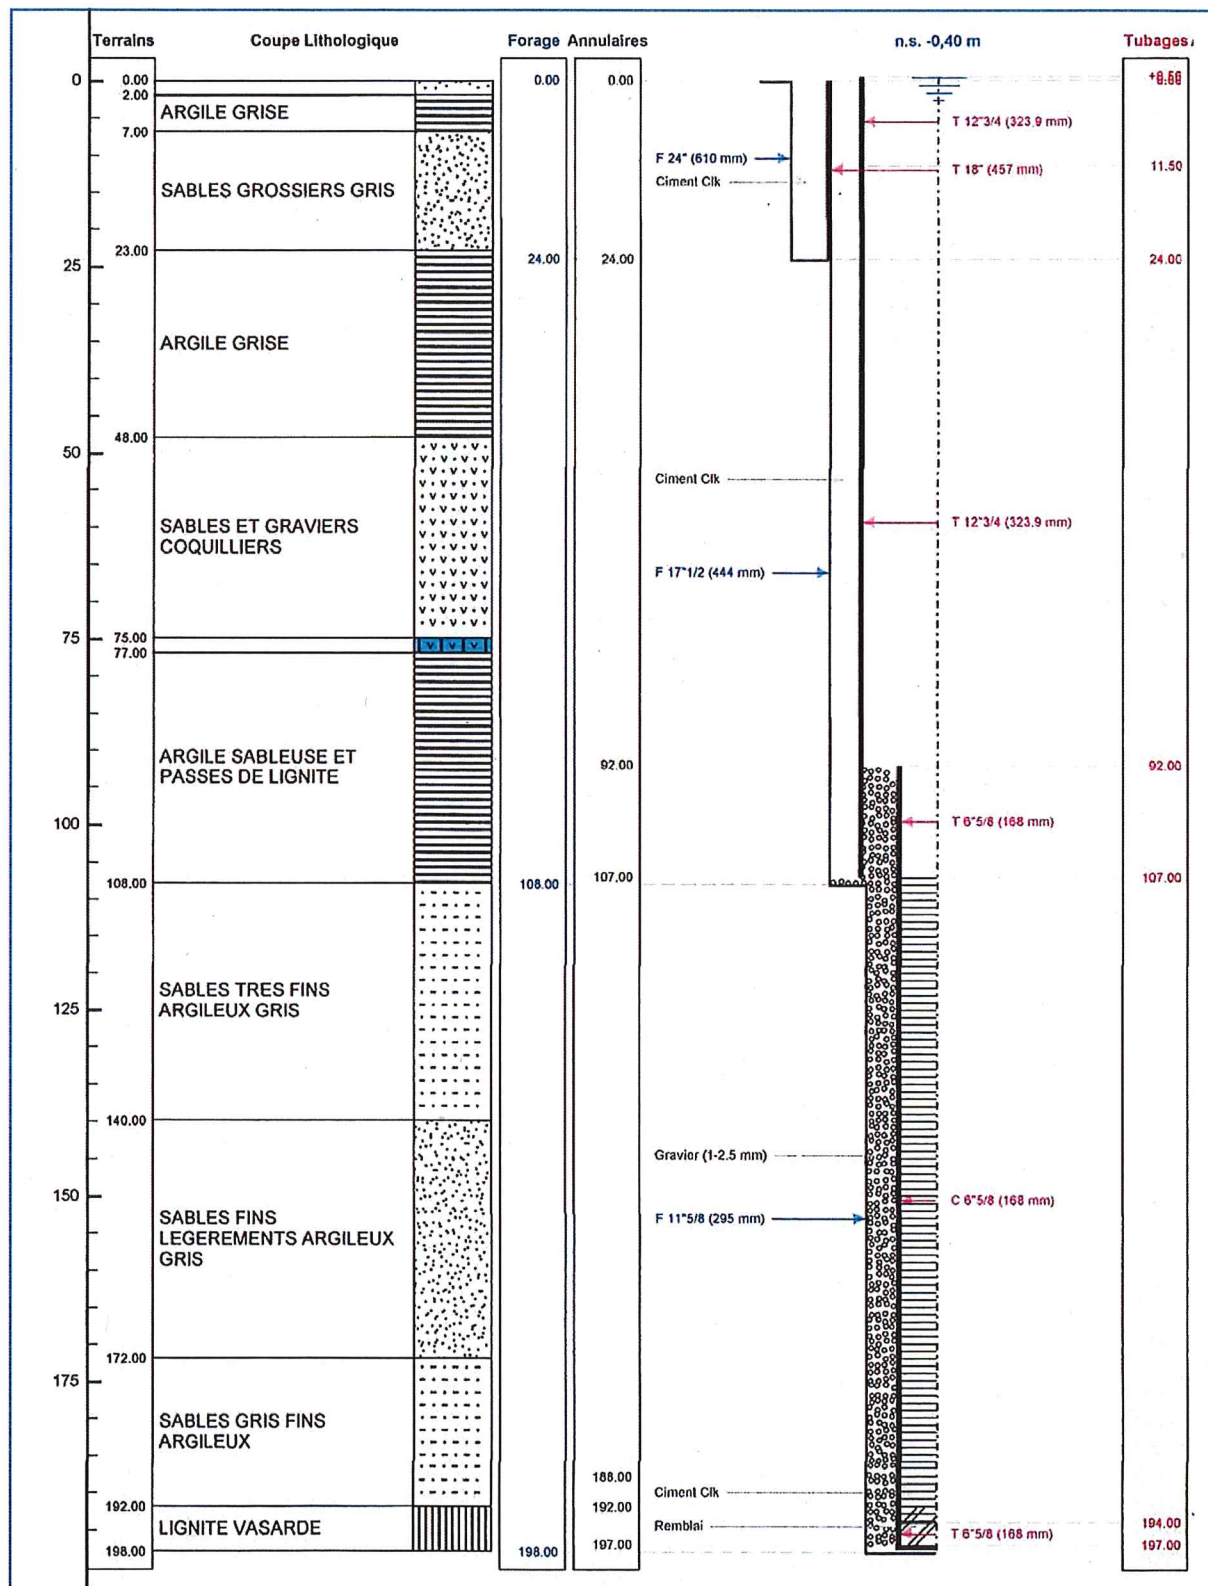 Terrains Coupe Lithologique Forage Annulaires n.s. -0,40 m Tubages
0 0.00 0.00 0.00
2.00
ARGILE GRISE T 12"3/4 (323.9 mm)
7.00
F 24" (610 mm) 11.50
T 18" (457 mm)
Ciment Clk
SABLES GROSSIERS GRIS
23.00
24.00 24.00 24.00
25
ARGILE GRISE
48.00
50
Ciment Clk
SABLES ET GRAVIERS
COQUILLIERS
T 12"3/4 (323.9 mm)
F 17"1/2 (444 mm)
75 75.00
77.00
ARGILE SABLEUSE ET
PASSES DE LIGNITE
92.00 92.00
100 T 6"5/8 (168 mm)
107.00 107.00
108.00 108.00
SABLES TRES FINS
ARGILEUX GRIS
125
140.00
Gravier (1-2.5 mm)
150 C 6"5/8 (168 mm)
SABLES FINS
LEGEREMENTS ARGILEUX
GRIS
F 11"5/8 (295 mm)
172.00
175
SABLES GRIS FINS
ARGILEUX
188.00
Ciment Clk
192.00 192.00
LIGNITE VASARDE Remblai 194.00
T 6"5/8 (168 mm)
197.00 197.00
198.00 198.00